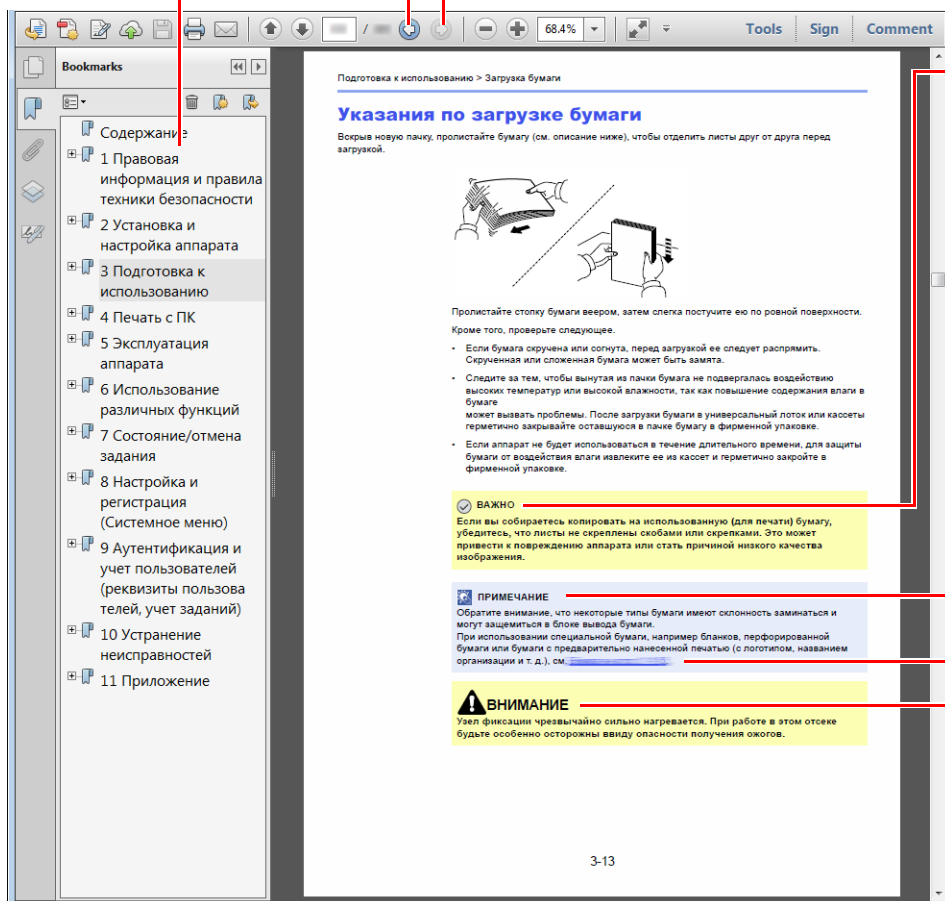 /
68.4%
Tools
Sign
Comment
Bookmarks
Содержание
1 Правовая
информация и правила
техники безопасности
2 Установка и
настройка аппарата
3 Подготовка к
использованию
4 Печать с ПК
5 Эксплуатация
аппарата
6 Использование
различных функций
7 Состояние/отмена
задания
8 Настройка и
регистрация
(Системное меню)
9 Аутентификация и
учет пользователей
(реквизиты пользова
телей, учет заданий)
10 Устранение
неисправностей
11 Приложение
Подготовка к использованию > Загрузка бумаги
Указания по загрузке бумаги
Вскрыв новую пачку, пролистайте бумагу (см. описание ниже), чтобы отделить листы друг от друга перед
загрузкой.
Пролистайте стопку бумаги веером, затем слегка постучите ею по ровной поверхности.
Кроме того, проверьте следующее.
• Если бумага скручена или согнута, перед загрузкой ее следует распрямить.
Скрученная или сложенная бумага может быть замята.
• Следите за тем, чтобы вынутая из пачки бумага не подвергалась воздействию
высоких температур или высокой влажности, так как повышение содержания влаги в
бумаге
может вызвать проблемы. После загрузки бумаги в универсальный лоток или кассеты
герметично закрывайте оставшуюся в пачке бумагу в фирменной упаковке.
• Если аппарат не будет использоваться в течение длительного времени, для защиты
бумаги от воздействия влаги извлеките ее из кассет и герметично закройте в
фирменной упаковке.
ВАЖНО
Если вы собираетесь копировать на использованную (для печати) бумагу,
убедитесь, что листы не скреплены скобами или скрепками. Это может
привести к повреждению аппарата или стать причиной низкого качества
изображения.
ПРИМЕЧАНИЕ
Обратите внимание, что некоторые типы бумаги имеют склонность заминаться и
могут защемиться в блоке вывода бумаги.
При использовании специальной бумаги, например бланков, перфорированной
бумаги или бумаги с предварительно нанесенной печатью (с логотипом, названием
организации и т. д.), см.
ВНИМАНИЕ
Узел фиксации чрезвычайно сильно нагревается. При работе в этом отсеке
будьте особенно осторожны ввиду опасности получения ожогов.
3-13